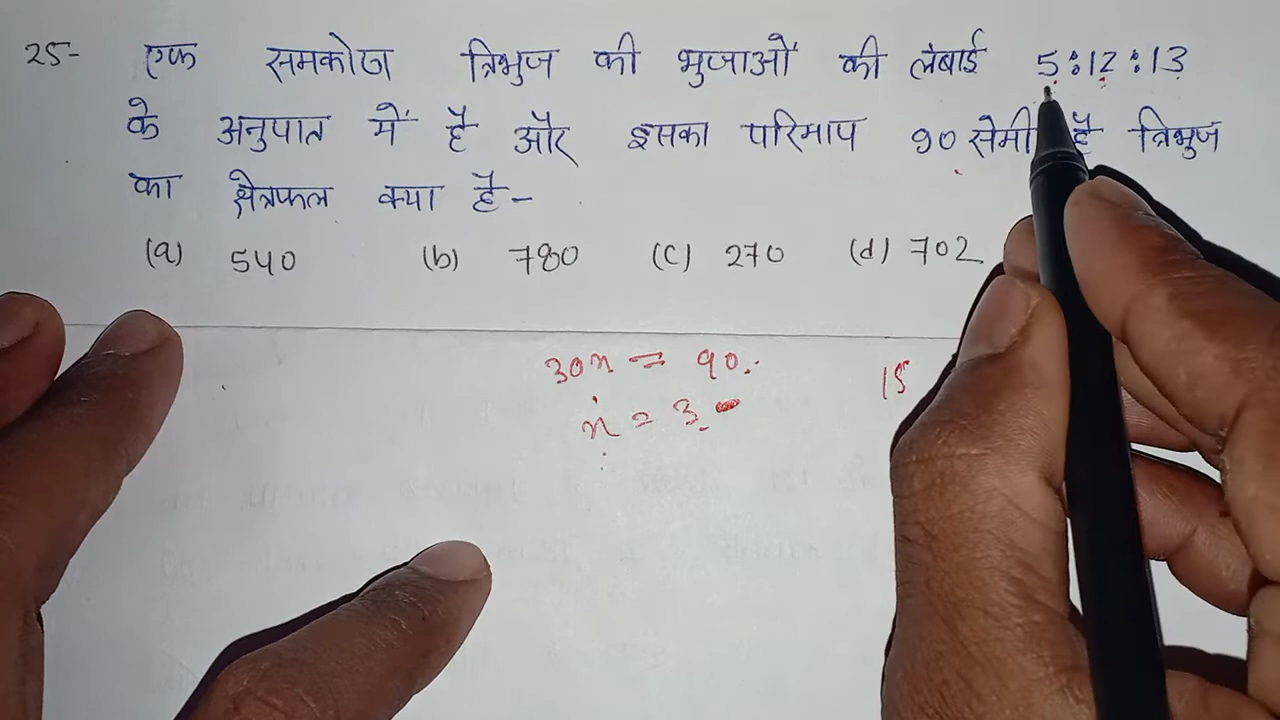 25- एक समकोण त्रिभुज की भुजाओं की लंबाई 5:12:13
के अनुपात में है और इसका परिमाप 90 सेमी है त्रिभुज
का क्षेत्रफल क्या है-
(a) 540 (b) 780 (c) 270 (d) 702
30x = 90 15
x = 3